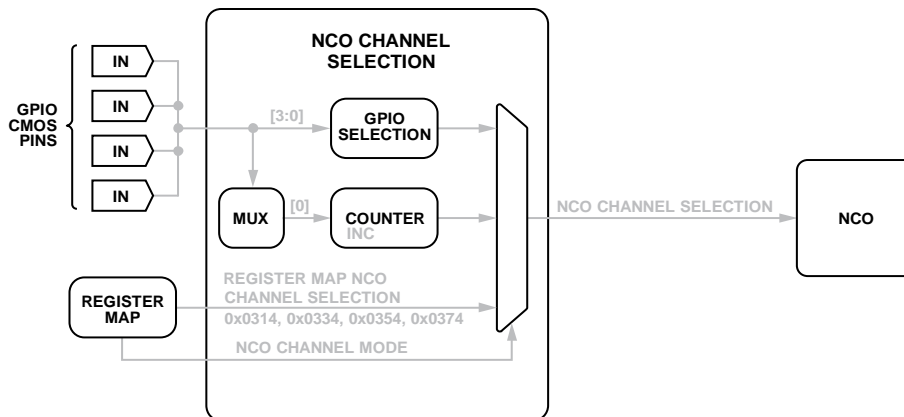 NCO CHANNEL
SELECTION
IN
IN
IN
IN
GPIO
CMOS
PINS
[3:0]
GPIO
SELECTION
MUX
[0]
COUNTER
INC
NCO CHANNEL SELECTION
NCO
REGISTER MAP NCO
CHANNEL SELECTION
0x0314, 0x0334, 0x0354, 0x0374
REGISTER
MAP
NCO CHANNEL MODE